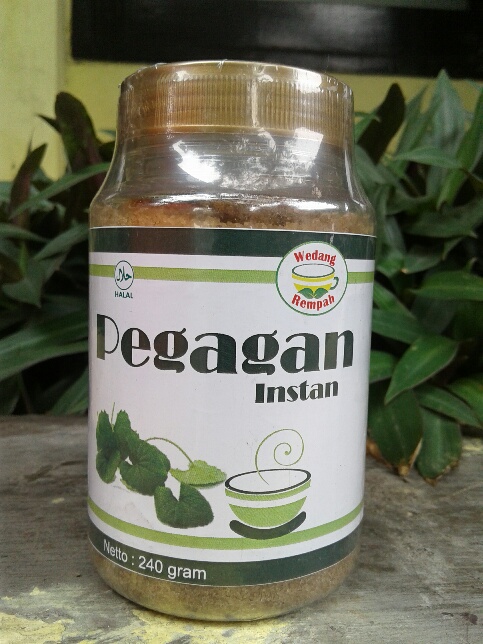 حلال
HALAL
Wedang
Rempah
Pegagan
Instan
Netto : 240 gram